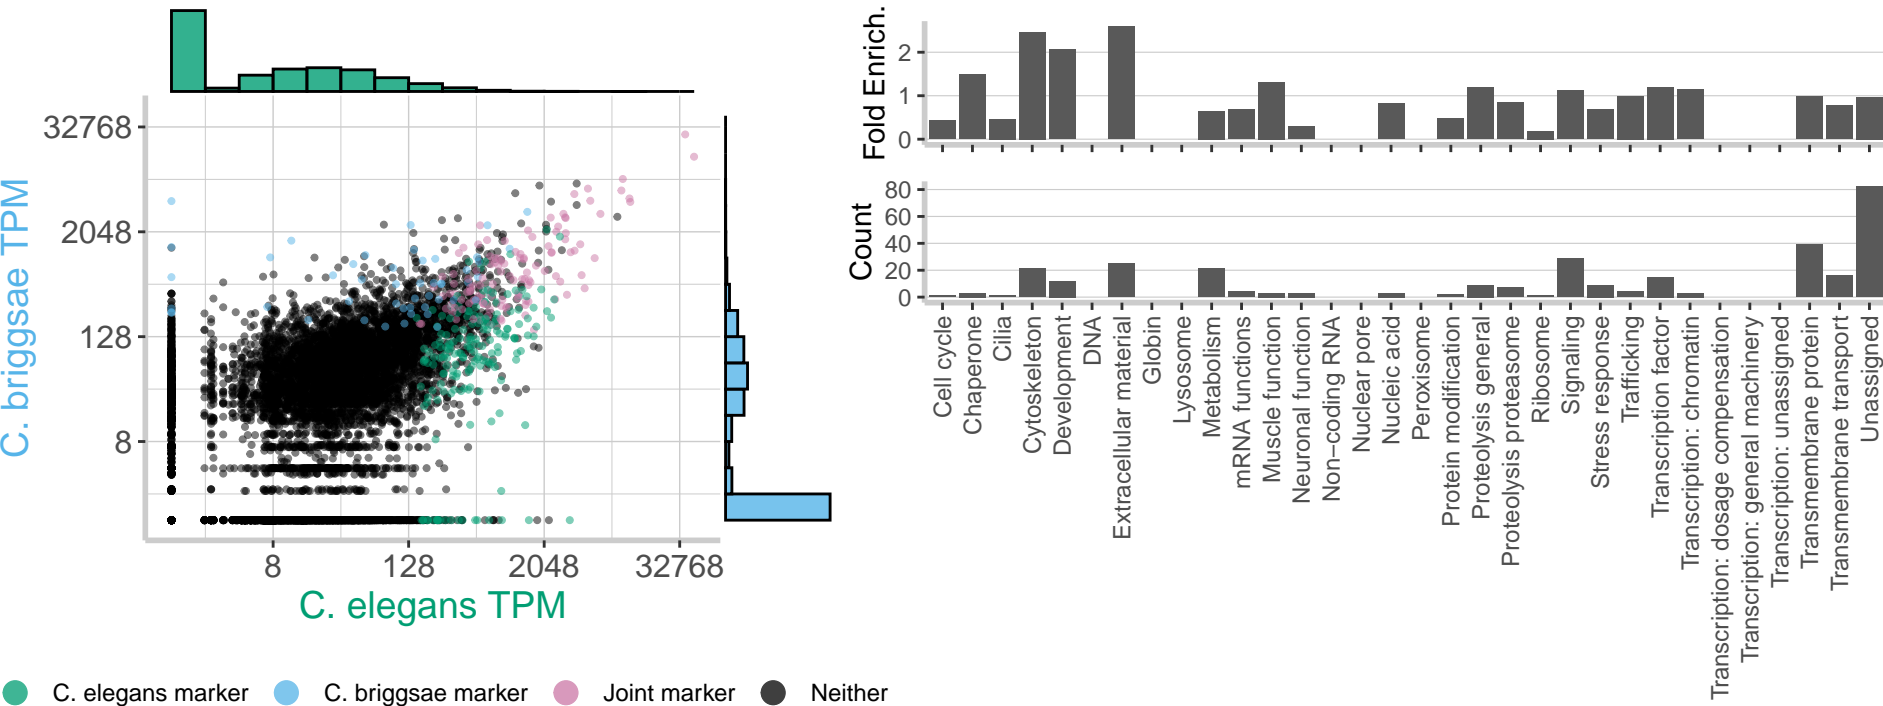 32768
2048
128
8
C. briggsae TPM
8
128
2048
32768
C. elegans TPM
C. elegans marker
C. briggsae marker
Joint marker
Neither
Fold Enrich.
2
1
0
Count
80
60
40
20
0
Cell cycle
Chaperone
Cilia
Cytoskeleton
Development
DNA
Extracellular material
Globin
Lysosome
Metabolism
mRNA functions
Muscle function
Neuronal function
Non−coding RNA
Nuclear pore
Nucleic acid
Peroxisome
Protein modification
Proteolysis general
Proteolysis proteasome
Ribosome
Signaling
Stress response
Trafficking
Transcription factor
Transcription: chromatin
Transcription: dosage compensation
Transcription: general machinery
Transcription: unassigned
Transmembrane protein
Transmembrane transport
Unassigned